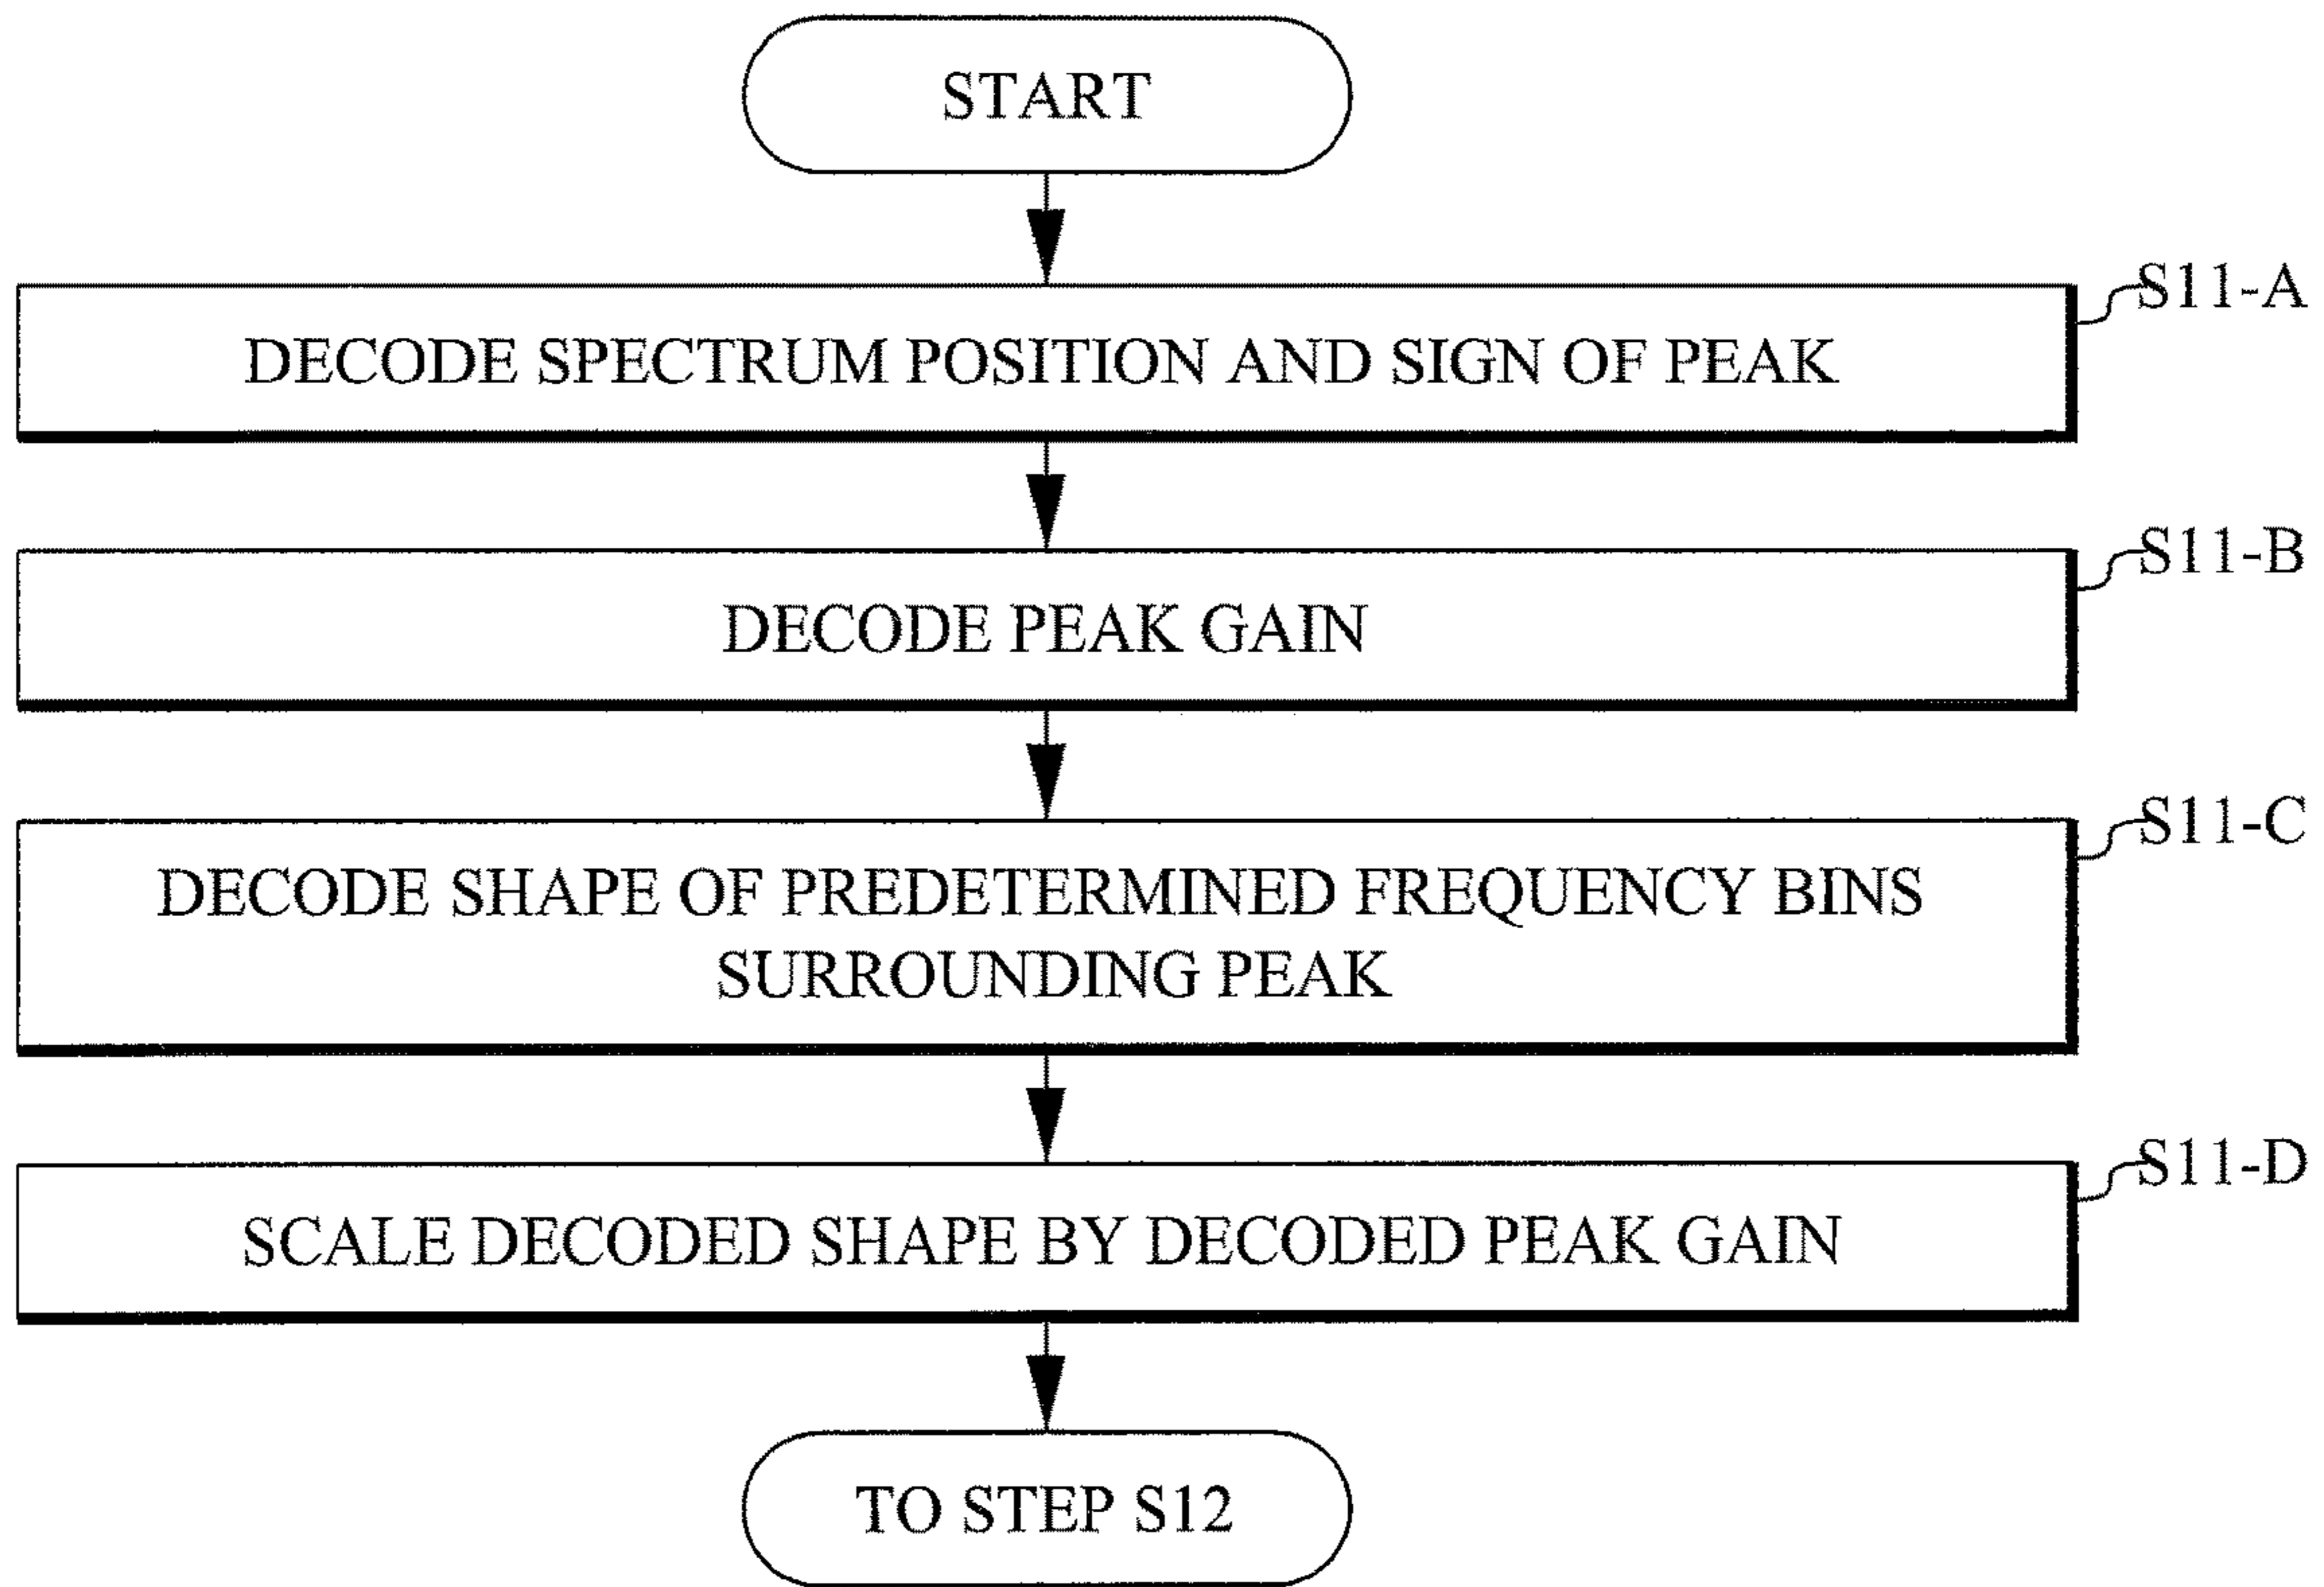 START
S11-A
DECODE SPECTRUM POSITION AND SIGN OF PEAK
S11-B
DECODE PEAK GAIN
S11-C
DECODE SHAPE OF PREDETERMINED FREQUENCY BINS
SURROUNDING PEAK
S11-D
SCALE DECODED SHAPE BY DECODED PEAK GAIN
TO STEP S12